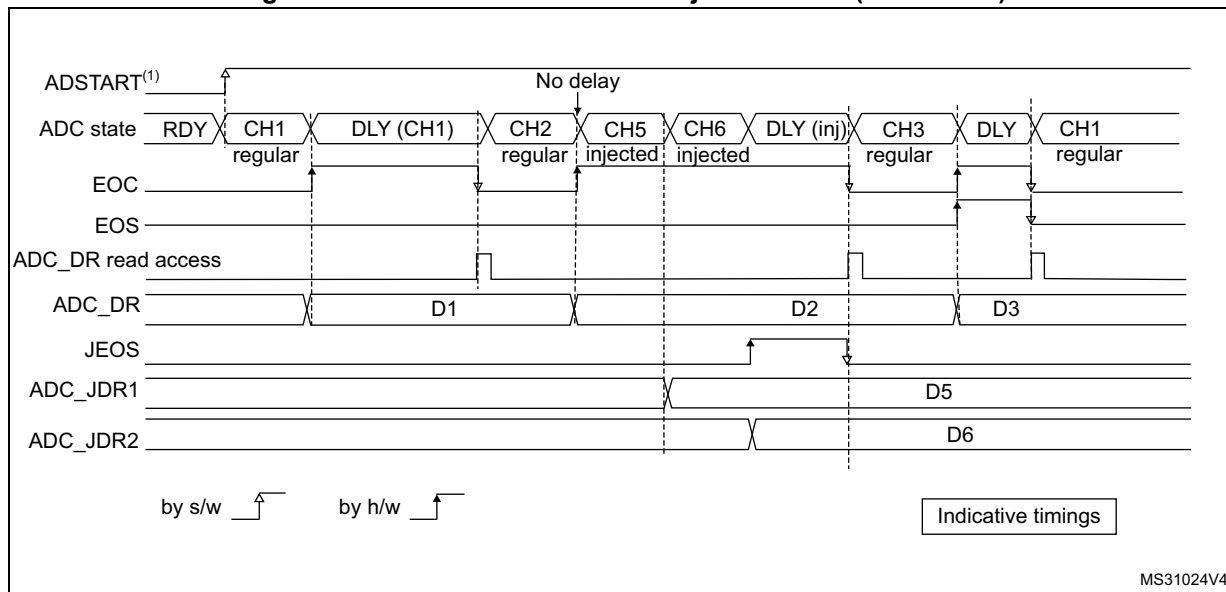 ADSTART(1)
No delay
ADC state RDY CH1 DLY (CH1) CH2 CH5 CH6 DLY (inj) CH3 DLY CH1
regular regular injected injected regular regular
EOC
EOS
ADC_DR read access
ADC_DR D1 D2 D3
JEOS
ADC_JDR1 D5
ADC_JDR2 D6
by s/w by h/w Indicative timings
MS31024V4